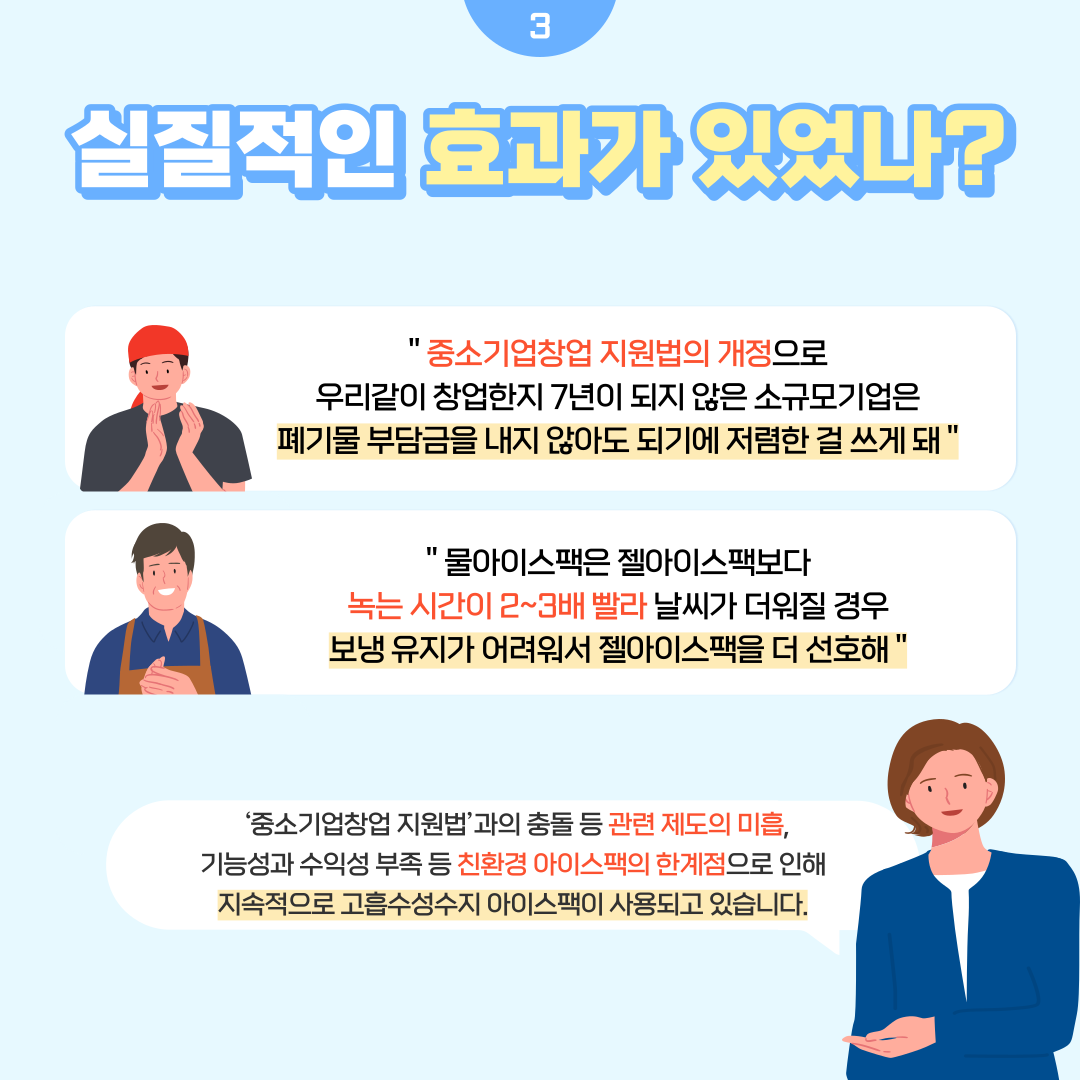 3
실질적인 효과가 있었나?
" 중소기업창업 지원법의 개정으로
우리같이 창업한지 7년이 되지 않은 소규모기업은
폐기물 부담금을 내지 않아도 되기에 저렴한 걸 쓰게 돼 "
" 물아이스팩은 젤아이스팩보다
녹는 시간이 2~3배 빨라 날씨가 더워질 경우
보냉 유지가 어려워서 젤아이스팩을 더 선호해 "
‘중소기업창업 지원법’과의 충돌 등 관련 제도의 미흡,
기능성과 수익성 부족 등 친환경 아이스팩의 한계점으로 인해
지속적으로 고흡수성수지 아이스팩이 사용되고 있습니다.